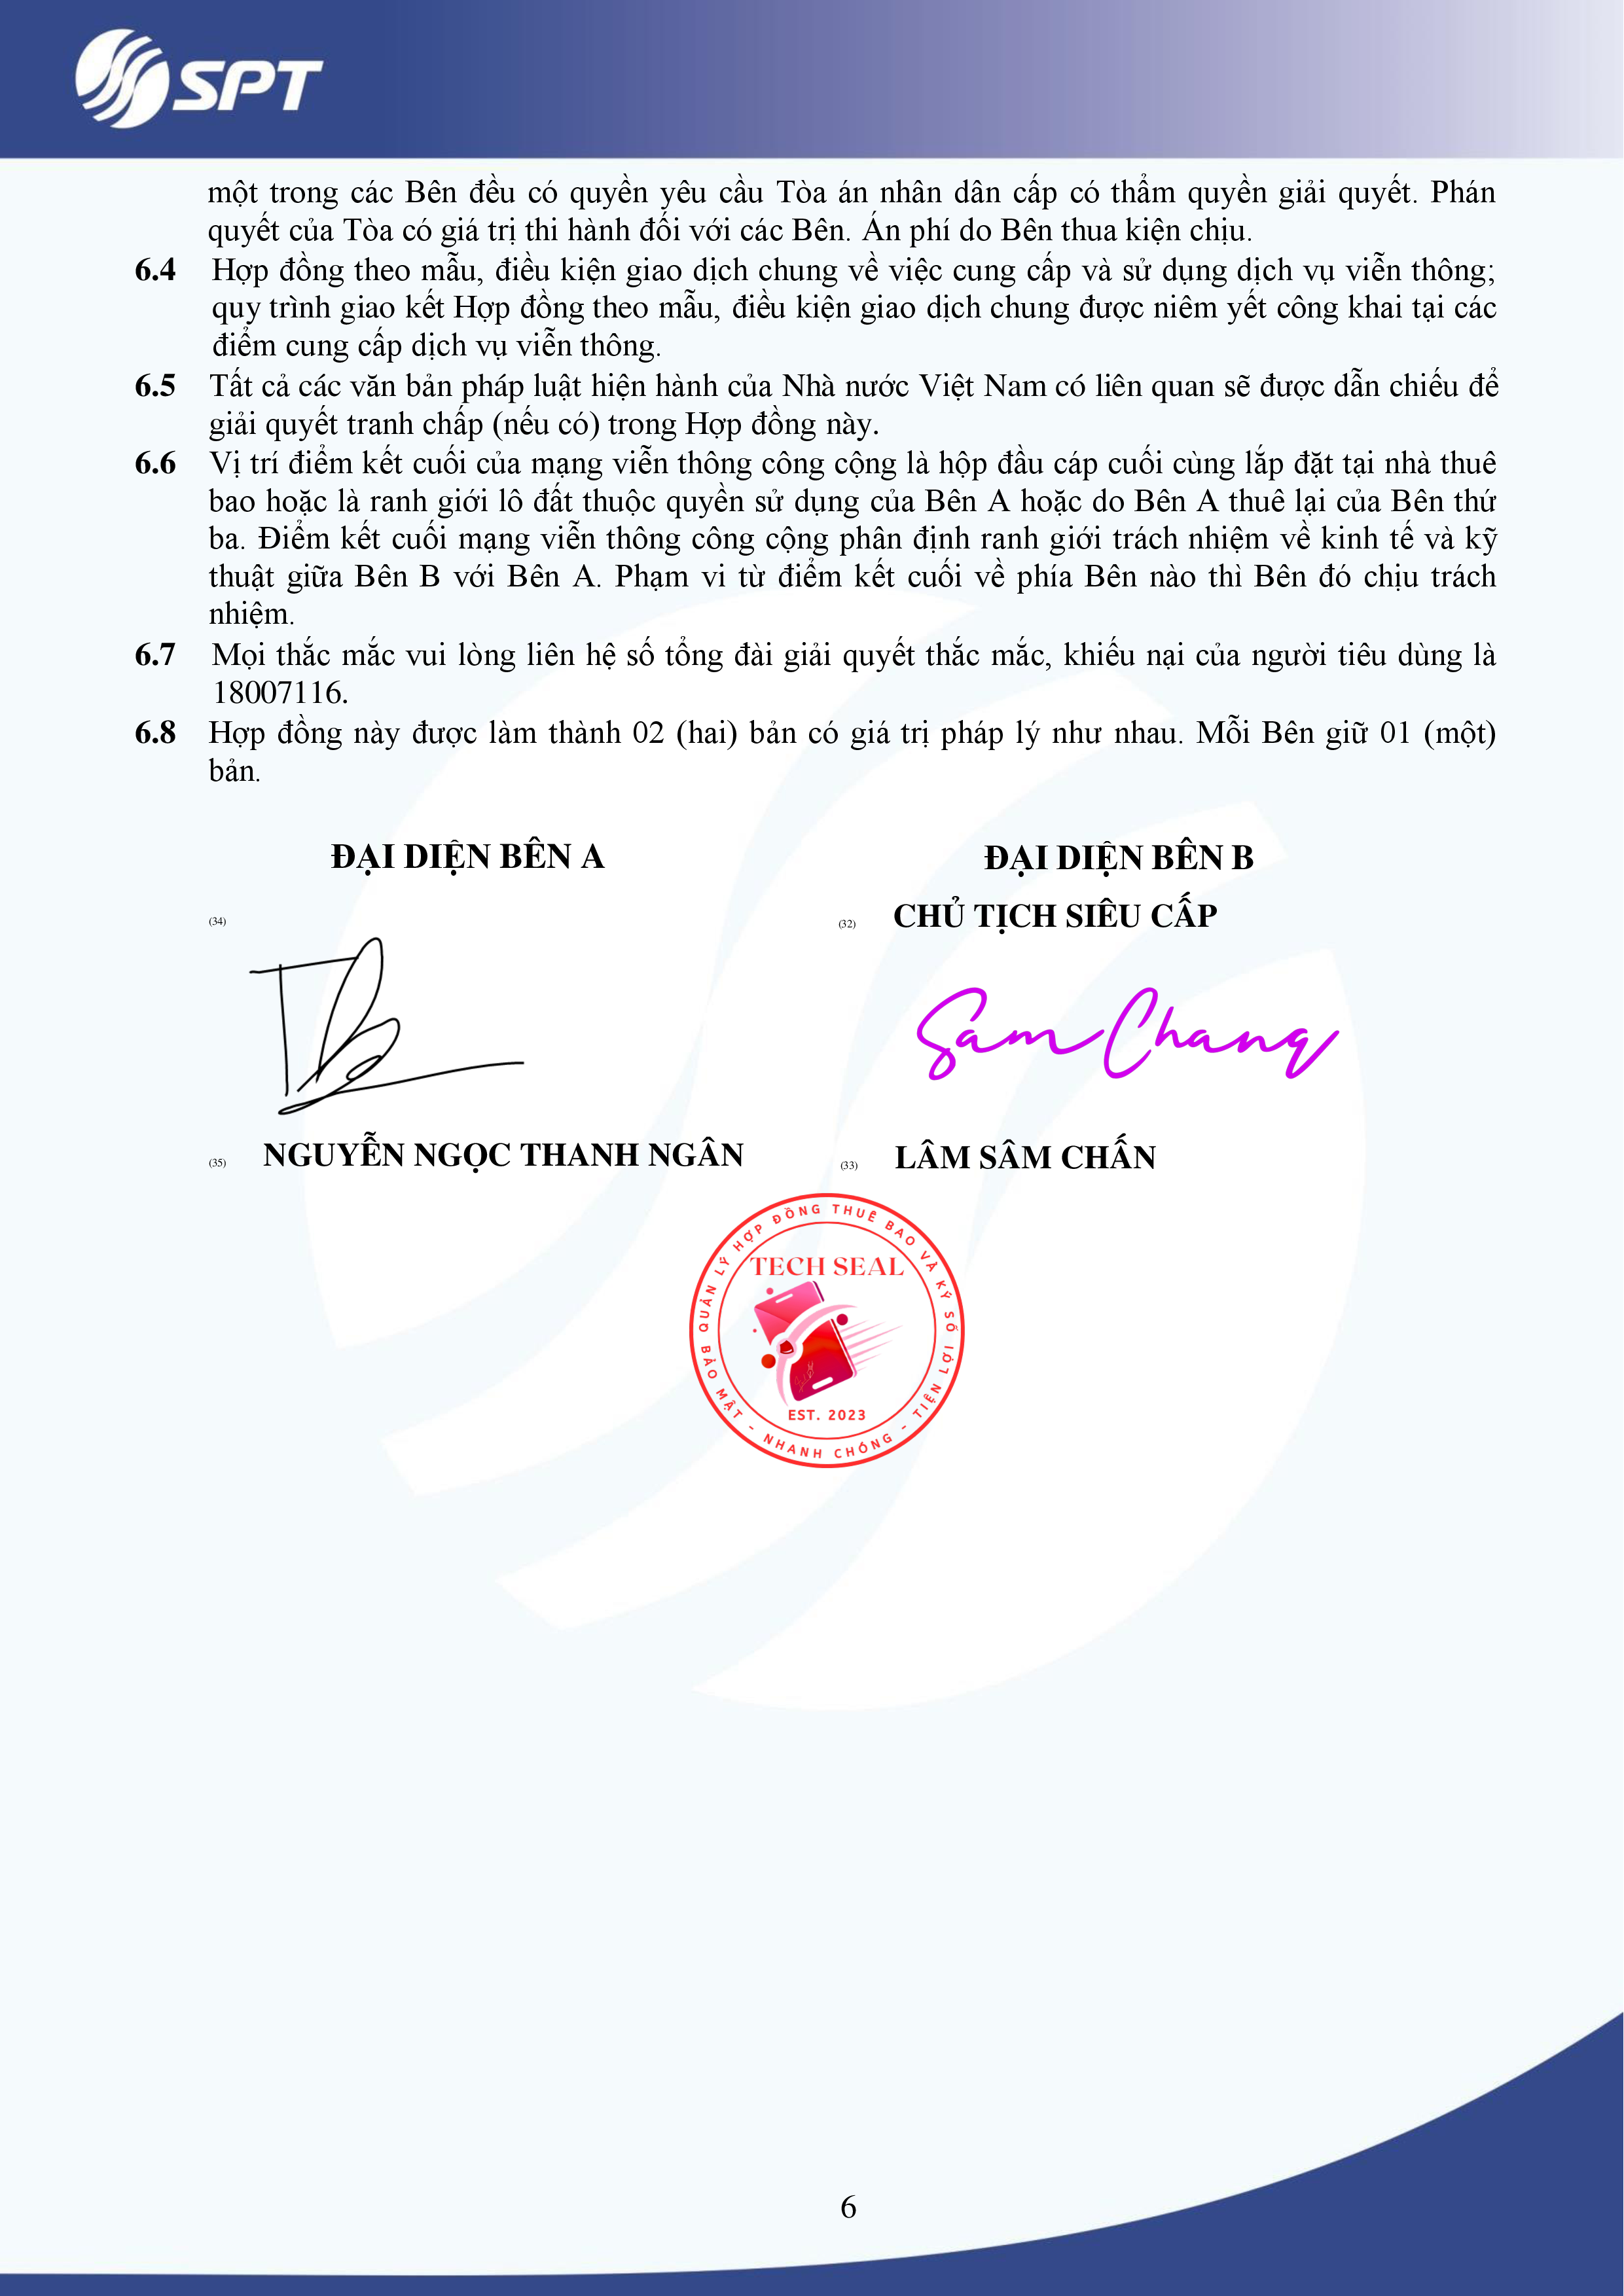 SPT
một trong các Bên đều có quyền yêu cầu Tòa án nhân dân cấp có thẩm quyền giải quyết. Phán
quyết của Tòa có giá trị thi hành đối với các Bên. Án phí do Bên thua kiện chịu.
6.4 Hợp đồng theo mẫu, điều kiện giao dịch chung về việc cung cấp và sử dụng dịch vụ viễn thông;
quy trình giao kết Hợp đồng theo mẫu, điều kiện giao dịch chung được niêm yết công khai tại các
điểm cung cấp dịch vụ viễn thông.
6.5 Tất cả các văn bản pháp luật hiện hành của Nhà nước Việt Nam có liên quan sẽ được dẫn chiếu để
giải quyết tranh chấp (nếu có) trong Hợp đồng này.
6.6 Vị trí điểm kết cuối của mạng viễn thông công cộng là hộp đầu cáp cuối cùng lắp đặt tại nhà thuê
bao hoặc là ranh giới lô đất thuộc quyền sử dụng của Bên A hoặc do Bên A thuê lại của Bên thứ
ba. Điểm kết cuối mạng viễn thông công cộng phân định ranh giới trách nhiệm về kinh tế và kỹ
thuật giữa Bên B với Bên A. Phạm vi từ điểm kết cuối về phía Bên nào thì Bên đó chịu trách
nhiệm.
6.7 Mọi thắc mắc vui lòng liên hệ số tổng đài giải quyết thắc mắc, khiếu nại của người tiêu dùng là
18007116.
6.8 Hợp đồng này được làm thành 02 (hai) bản có giá trị pháp lý như nhau. Mỗi Bên giữ 01 (một)
bản.
ĐẠI DIỆN BÊN A
ĐẠI DIỆN BÊN B
(34)
(32) CHỦ TỊCH SIÊU CẤP
Sam Chang
(35) NGUYỄN NGỌC THANH NGÂN
(33) LÂM SÂM CHẤN
QUẢN LÝ HỢP ĐỒNG THUÊ BAO VÀ KÝ SỐ
TECH SEAL
EST. 2023
BẢO MẬT - NHANH CHÓNG - TIỆN LỢI
6